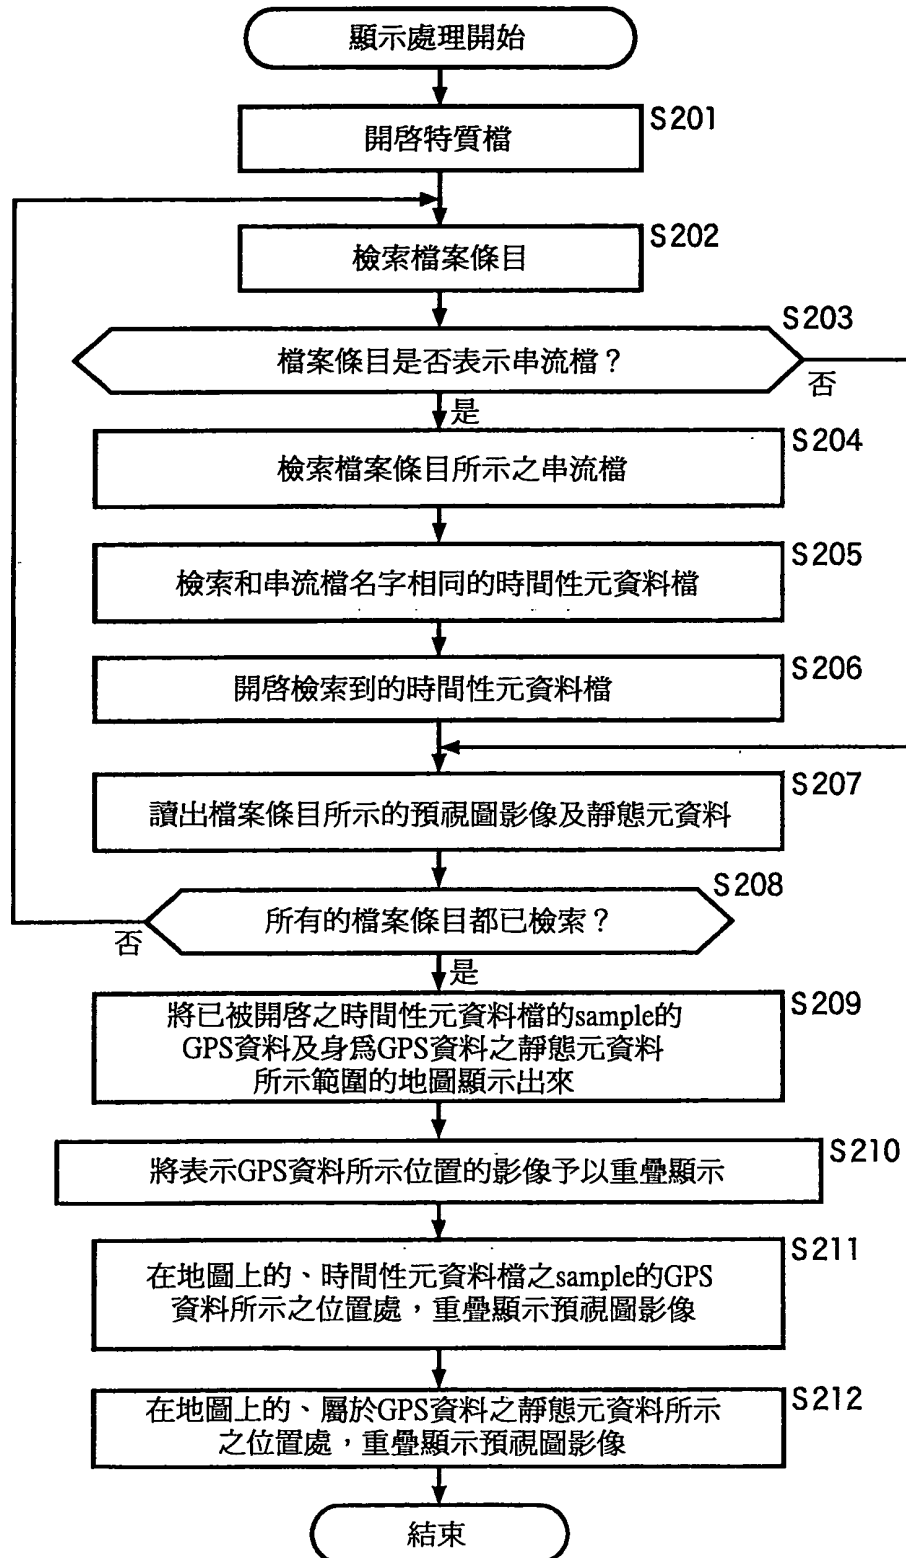 顯示處理開始
S201
開啓特質檔
S202
檢索檔案條目
S203
檔案條目是否表示串流檔？
否
是
S204
檢索檔案條目所示之串流檔
S205
檢索和串流檔名字相同的時間性元資料檔
S206
開啓檢索到的時間性元資料檔
S207
讀出檔案條目所示的預視圖影像及靜態元資料
S208
所有的檔案條目都已檢索？
否
是
S209
將已被開啓之時間性元資料檔的sample的
GPS資料及身爲GPS資料之靜態元資料
所示範圍的地圖顯示出來
S210
將表示GPS資料所示位置的影像予以重疊顯示
S211
在地圖上的、時間性元資料檔之sample的GPS
資料所示之位置處，重疊顯示預視圖影像
S212
在地圖上的、屬於GPS資料之靜態元資料所示
之位置處，重疊顯示預視圖影像
結束